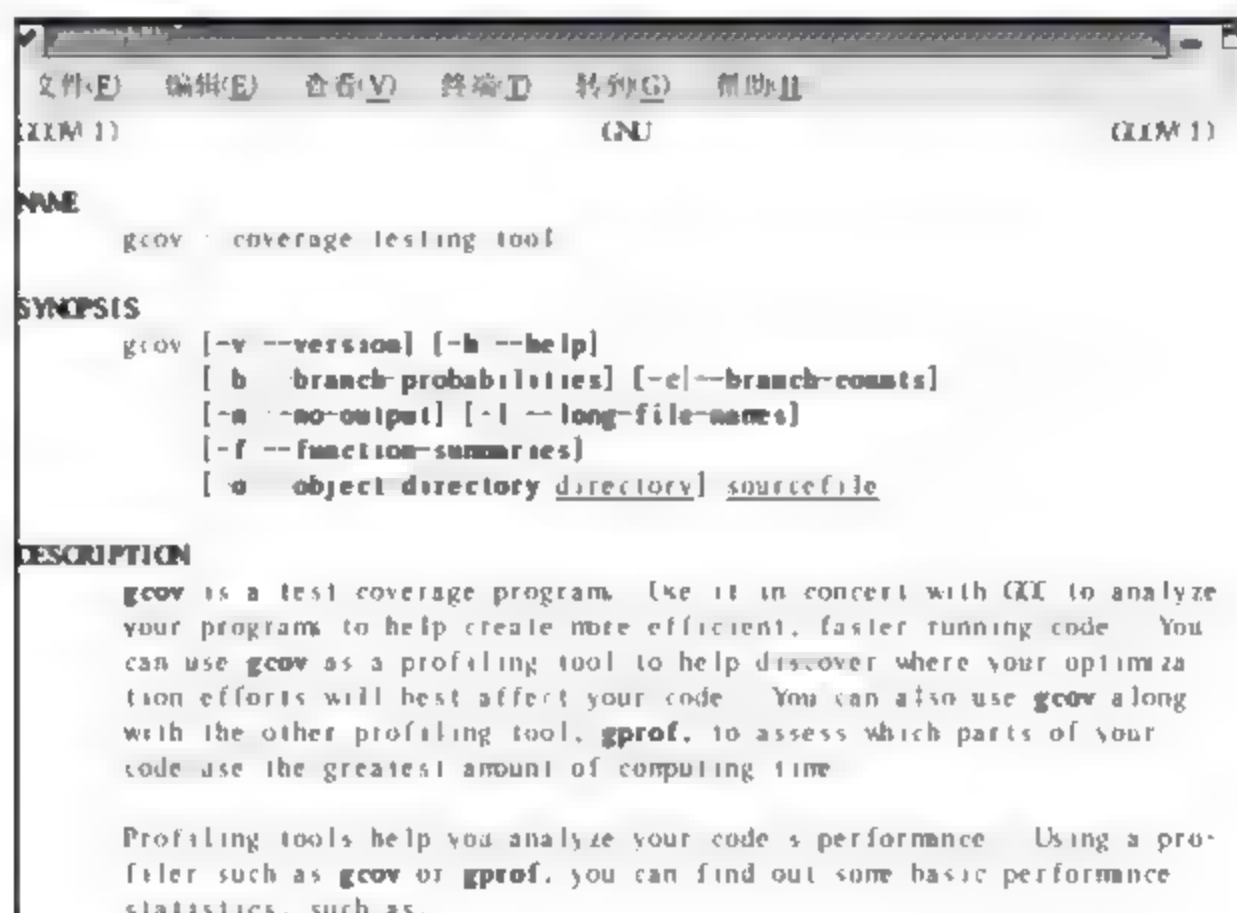 文件(F) 编辑(E) 查看(V) 终端(T) 转到(G) 帮助(H)
GCOV(1) GNU GCOV(1)
NAME
gcov - coverage testing tool
SYNOPSIS
gcov [-v --version] [-h --help]
[-b --branch-probabilities] [-c|--branch-counts]
[-n --no-output] [-l --long-file-names]
[-f --function-summaries]
[-o --object-directory directory] sourcefile
DESCRIPTION
gcov is a test coverage program. Use it in concert with GCC to analyze
your programs to help create more efficient, faster running code. You
can use gcov as a profiling tool to help discover where your optimiza-
tion efforts will best affect your code. You can also use gcov along
with the other profiling tool, gprof, to assess which parts of your
code use the greatest amount of computing time.
Profiling tools help you analyze your code's performance. Using a pro-
filer such as gcov or gprof, you can find out some basic performance
statistics, such as: